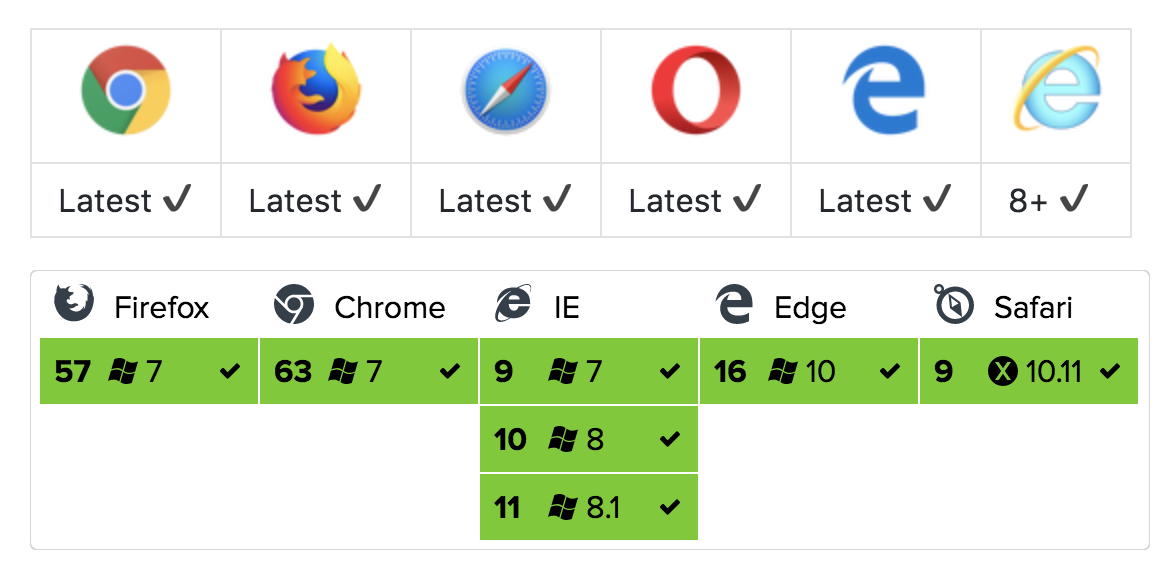 Latest ✔ Latest ✔ Latest ✔ Latest ✔ Latest ✔ 8+ ✔
Firefox Chrome IE Edge Safari
57 7 ✔ 63 7 ✔ 9 7 ✔ 16 10 ✔ 9 X 10.11 ✔
10 8 ✔
11 8.1 ✔